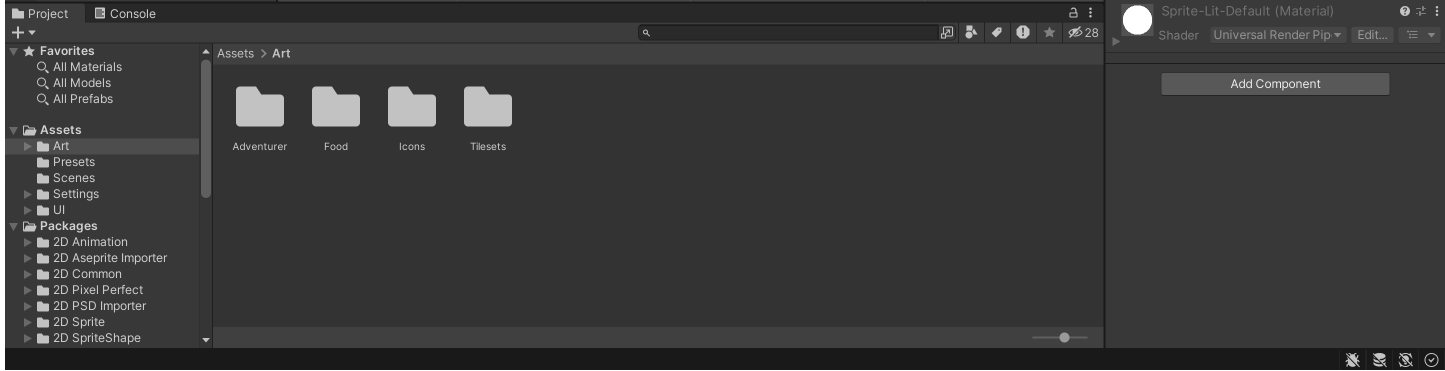 Project
Console
28
Favorites
All Materials
All Models
All Prefabs
Assets
Art
Presets
Scenes
Settings
UI
Packages
2D Animation
2D Aseprite Importer
2D Common
2D Pixel Perfect
2D PSD Importer
2D Sprite
2D SpriteShape
Assets > Art
Adventurer
Food
Icons
Tilesets
Sprite-Lit-Default (Material)
Shader Universal Render Pip Edit...
Add Component